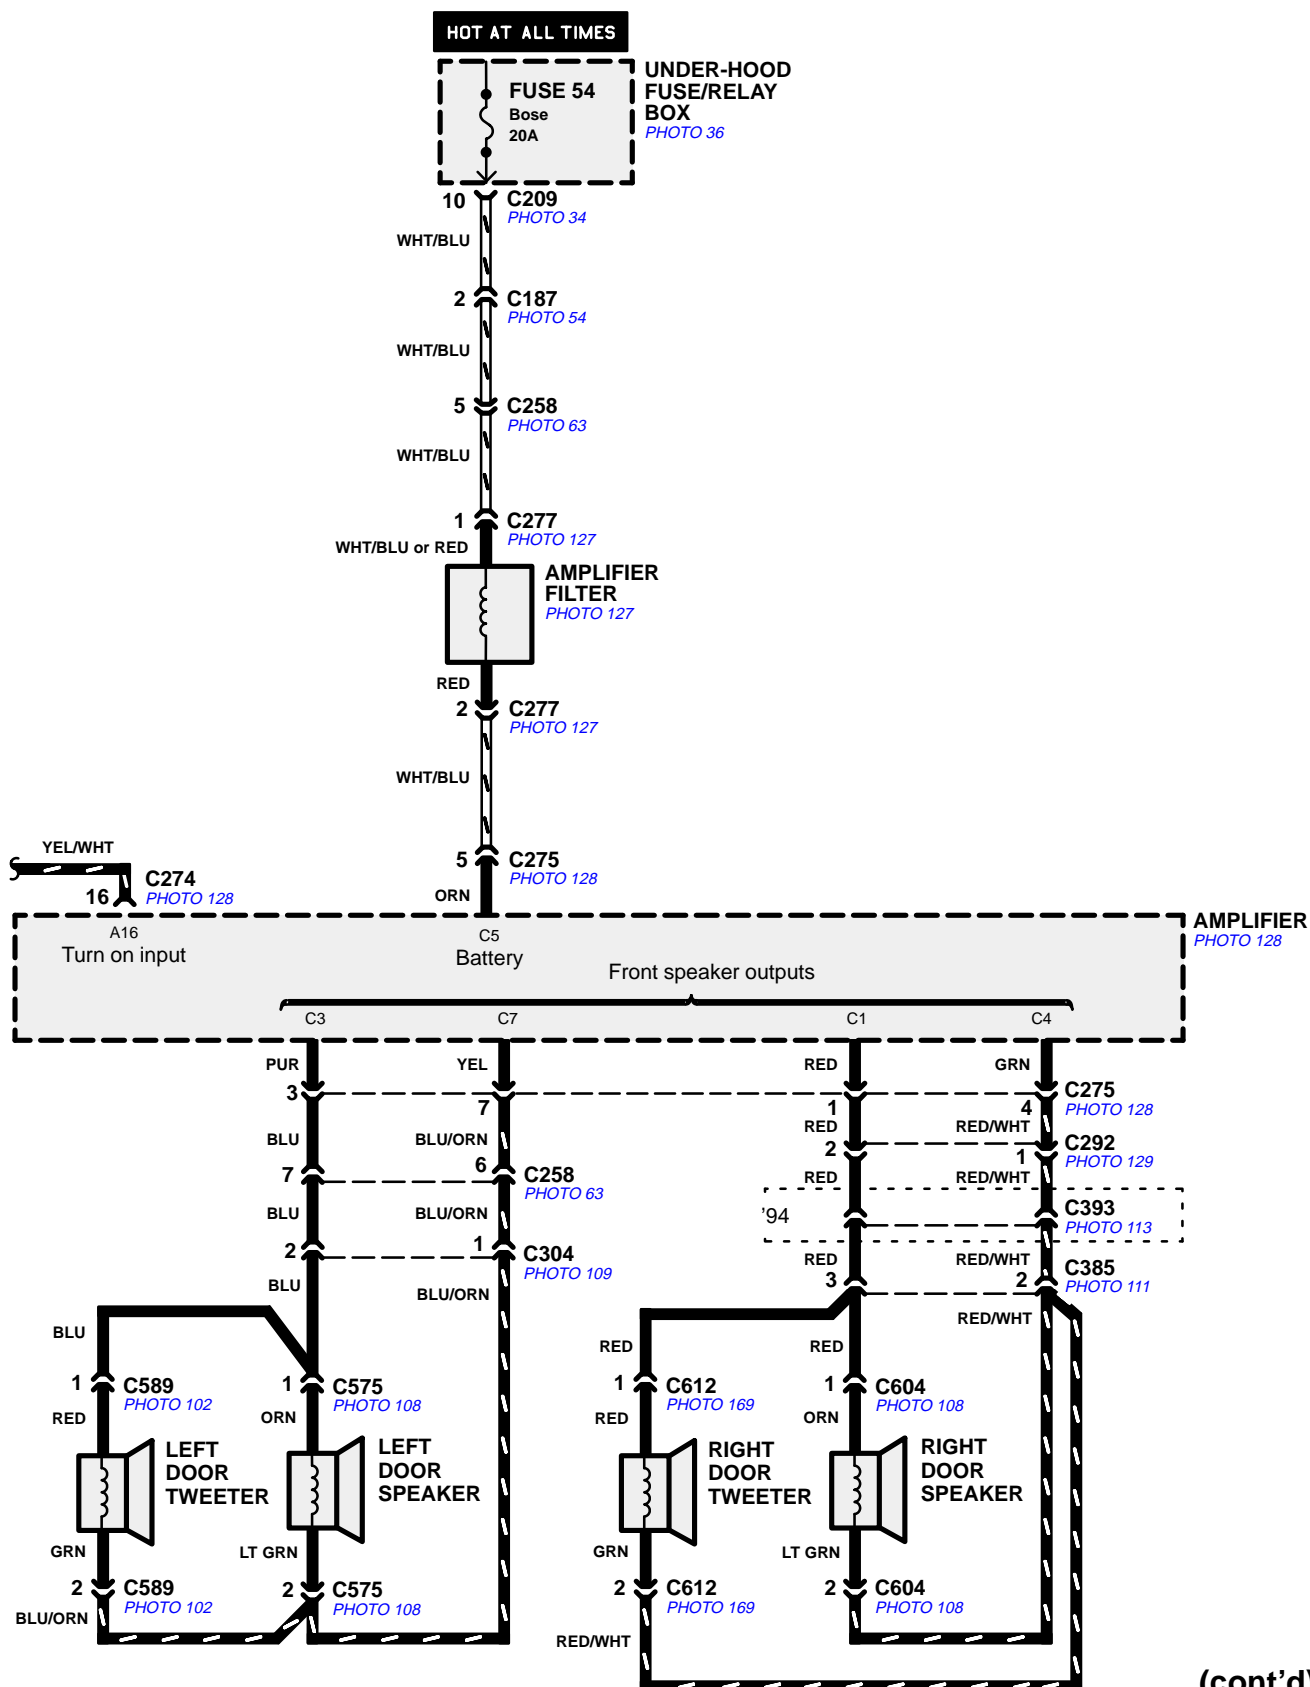 HOT AT ALL TIMES
UNDER-HOOD
FUSE/RELAY
BOX
PHOTO 36
FUSE 54
Bose
20A
10
C209
PHOTO 34
WHT/BLU
2
C187
PHOTO 54
WHT/BLU
5
C258
PHOTO 63
WHT/BLU
1
C277
PHOTO 127
WHT/BLU or RED
AMPLIFIER
FILTER
PHOTO 127
RED
2
C277
PHOTO 127
WHT/BLU
5
C275
PHOTO 128
ORN
YEL/WHT
C274
16
PHOTO 128
AMPLIFIER
PHOTO 128
A16
Turn on input
C5
Battery
Front speaker outputs
C3
C7
C1
C4
PUR
YEL
RED
GRN
3
7
1
4
C275
PHOTO 128
BLU
BLU/ORN
RED
RED/WHT
2
1
C292
PHOTO 129
7
6
C258
PHOTO 63
RED
RED/WHT
'94
C393
PHOTO 113
BLU
BLU/ORN
2
1
C304
PHOTO 109
RED
RED/WHT
3
2
C385
PHOTO 111
BLU
BLU/ORN
RED/WHT
BLU
RED
RED
1
C589
PHOTO 102
1
C575
PHOTO 108
1
C612
PHOTO 169
1
C604
PHOTO 108
RED
ORN
RED
ORN
LEFT
DOOR
TWEETER
LEFT
DOOR
SPEAKER
RIGHT
DOOR
TWEETER
RIGHT
DOOR
SPEAKER
GRN
LT GRN
GRN
LT GRN
2
C589
PHOTO 102
2
C575
PHOTO 108
2
C612
PHOTO 169
2
C604
PHOTO 108
BLU/ORN
RED/WHT
(cont'd)